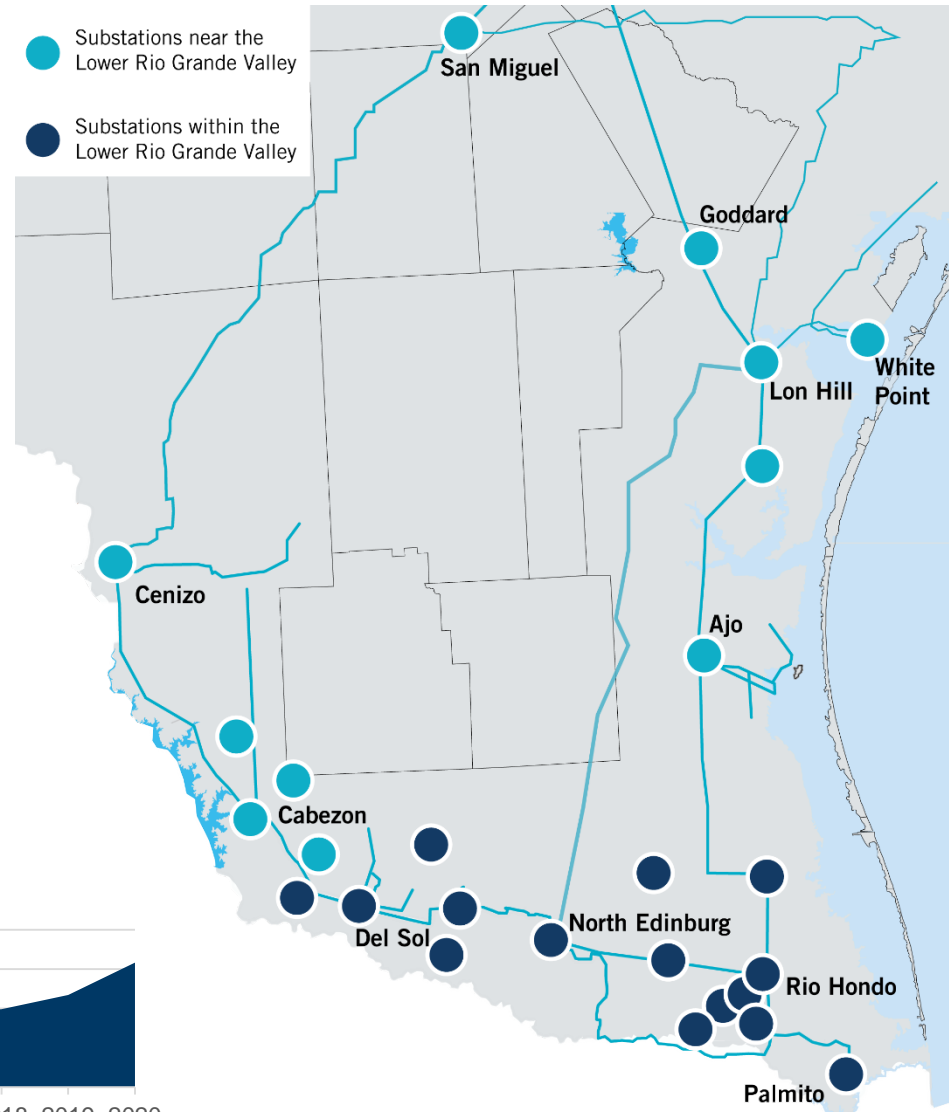 Substations near the
Lower Rio Grande Valley
Substations within the
Lower Rio Grande Valley
San Miguel
Goddard
White
Point
Lon Hill
Cenizo
Ajo
Cabezon
North Edinburg
Del Sol
Rio Hondo
Palmito